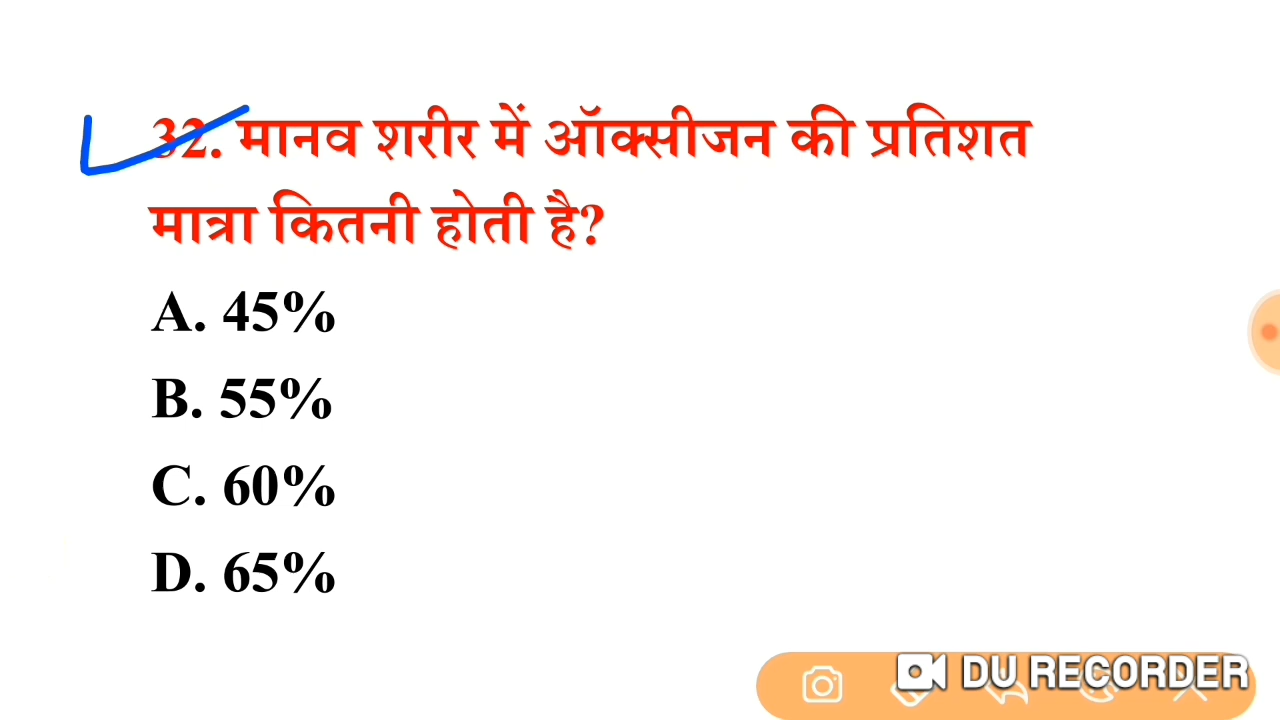 32. मानव शरीर में ऑक्सीजन की प्रतिशत
मात्रा कितनी होती है?
A. 45%
B. 55%
C. 60%
D. 65%
DU RECORDER